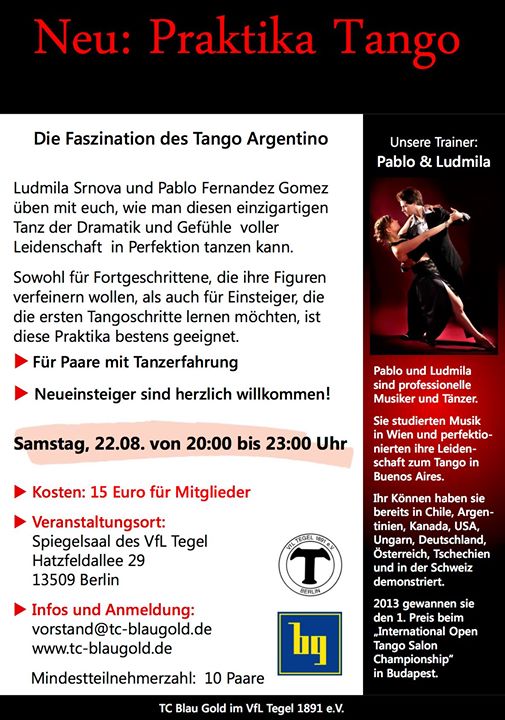 Neu: Praktika Tango
Die Faszination des Tango Argentino
Ludmila Srnova und Pablo Fernandez Gomez
üben mit euch, wie man diesen einzigartigen
Tanz der Dramatik und Gefühle voller
Leidenschaft in Perfektion tanzen kann.
Sowohl für Fortgeschrittene, die ihre Figuren
verfeinern wollen, als auch für Einsteiger, die
die ersten Tangoschritte lernen möchten, ist
diese Praktika bestens geeignet.
Für Paare mit Tanzerfahrung
Neueinsteiger sind herzlich willkommen!
Samstag, 22.08. von 20:00 bis 23:00 Uhr
Kosten: 15 Euro für Mitglieder
Veranstaltungsort:
Spiegelsaal des VfL Tegel
Hatzfeldallee 29
13509 Berlin
Infos und Anmeldung:
vorstand@tc-blaugold.de
www.tc-blaugold.de
Mindestteilnehmerzahl: 10 Paare
VFL TEGEL 1891 e.V.
T
BERLIN
bg
Unsere Trainer:
Pablo & Ludmila
Pablo und Ludmila
sind professionelle
Musiker und Tänzer.
Sie studierten Musik
in Wien und perfektio-
nierten ihre Leiden-
schaft zum Tango in
Buenos Aires.
Ihr Können haben sie
bereits in Chile, Argen-
tinien, Kanada, USA,
Ungarn, Deutschland,
Österreich, Tschechien
und in der Schweiz
demonstriert.
2013 gewannen sie
den 1. Preis beim
„International Open
Tango Salon
Championship“
in Budapest.
TC Blau Gold im VfL Tegel 1891 e.V.